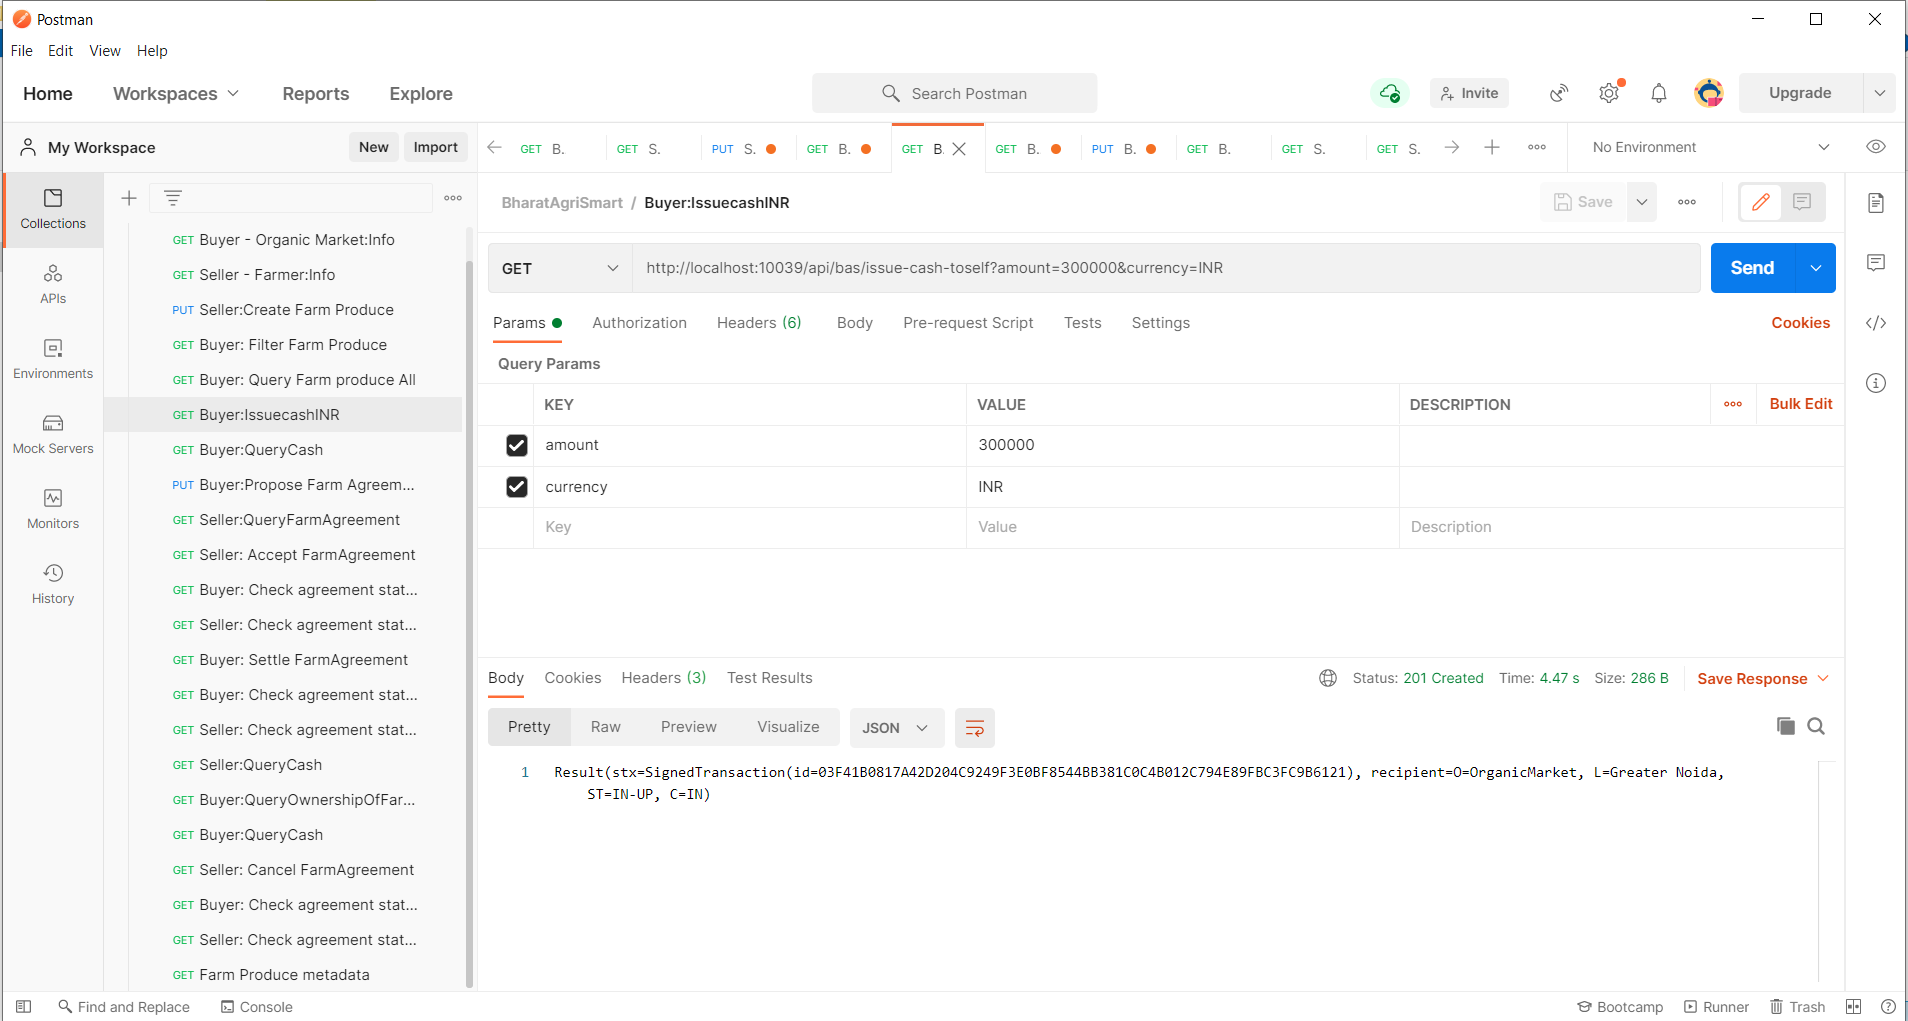 Postman
File Edit View Help
Home Workspaces Reports Explore
Search Postman
Invite
Upgrade
My Workspace
New Import
GET B. GET S. PUT S. GET B. GET B. GET B. PUT B. GET B. GET S. GET S.
No Environment
Collections
APIs
Environments
Mock Servers
Monitors
History
GET Buyer - Organic Market:Info
GET Seller - Farmer:Info
PUT Seller:Create Farm Produce
GET Buyer: Filter Farm Produce
GET Buyer: Query Farm produce All
GET Buyer:IssuecashINR
GET Buyer:QueryCash
PUT Buyer:Propose Farm Agreem...
GET Seller:QueryFarmAgreement
GET Seller: Accept FarmAgreement
GET Buyer: Check agreement stat...
GET Seller: Check agreement stat...
GET Buyer: Settle FarmAgreement
GET Buyer: Check agreement stat...
GET Seller: Check agreement stat...
GET Seller:QueryCash
GET Buyer:QueryOwnershipOfFar...
GET Buyer:QueryCash
GET Seller: Cancel FarmAgreement
GET Buyer: Check agreement stat...
GET Seller: Check agreement stat...
GET Farm Produce metadata
BharatAgriSmart / Buyer:IssuecashINR
Save
GET http://localhost:10039/api/bas/issue-cash-toself?amount=300000&currency=INR
Send
Params Authorization Headers (6) Body Pre-request Script Tests Settings
Cookies
Query Params
KEY VALUE DESCRIPTION
Bulk Edit
amount 300000
currency INR
Key Value Description
Body Cookies Headers (3) Test Results
Status: 201 Created Time: 4.47 s Size: 286 B Save Response
Pretty Raw Preview Visualize JSON
1 Result(stx=SignedTransaction(id=03F41B0817A42D204C9249F3E0BF8544BB381C0C4B012C794E89FBC3FC9B6121), recipient=O=OrganicMarket, L=Greater Noida,
ST=IN-UP, C=IN)
Find and Replace Console
Bootcamp Runner Trash